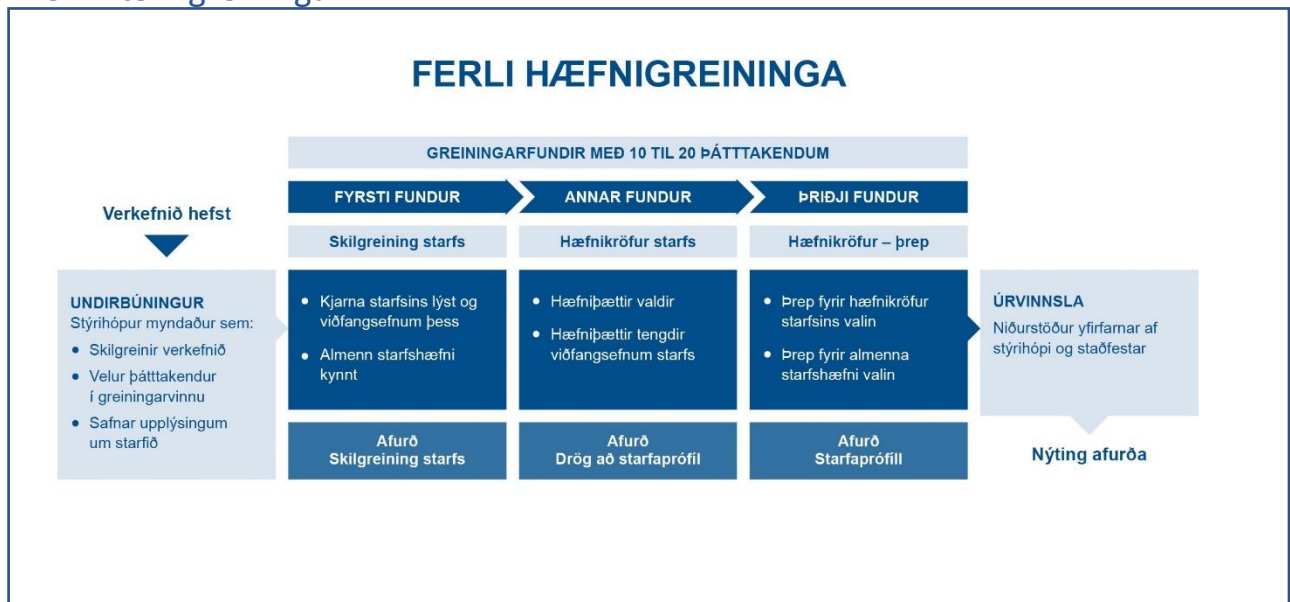 FERLI HÆFNIGREININGA
GREININGARFUNDIR MEÐ 10 TIL 20 ÞÁTTTAKENDUM
Verkefnið hefst
UNDIRBÚNINGUR
Stýrihópur myndaður sem:
• Skilgreinir verkefnið
• Velur þátttakendur
í greiningarvinnu
• Safnar upplýsingum
um starfið
FYRSTI FUNDUR
Skilgreining starfs
• Kjarna starfsins lýst og
viðfangsefnum þess
• Almenn starfshæfni
kynnt
Afurð
Skilgreining starfs
ANNAR FUNDUR
Hæfnikröfur starfs
• Hæfniþættir valdir
• Hæfniþættir tengdir
viðfangsefnum starfs
Afurð
Drög að starfaprófíl
ÞRIÐJI FUNDUR
Hæfnikröfur – þrep
• Þrep fyrir hæfnikröfur
starfsins valin
• Þrep fyrir almenna
starfshæfni valin
Afurð
Starfaprófíll
ÚRVINNSLA
Niðurstöður yfirfarnar af
stýrihópi og staðfestar
Nýting afurða